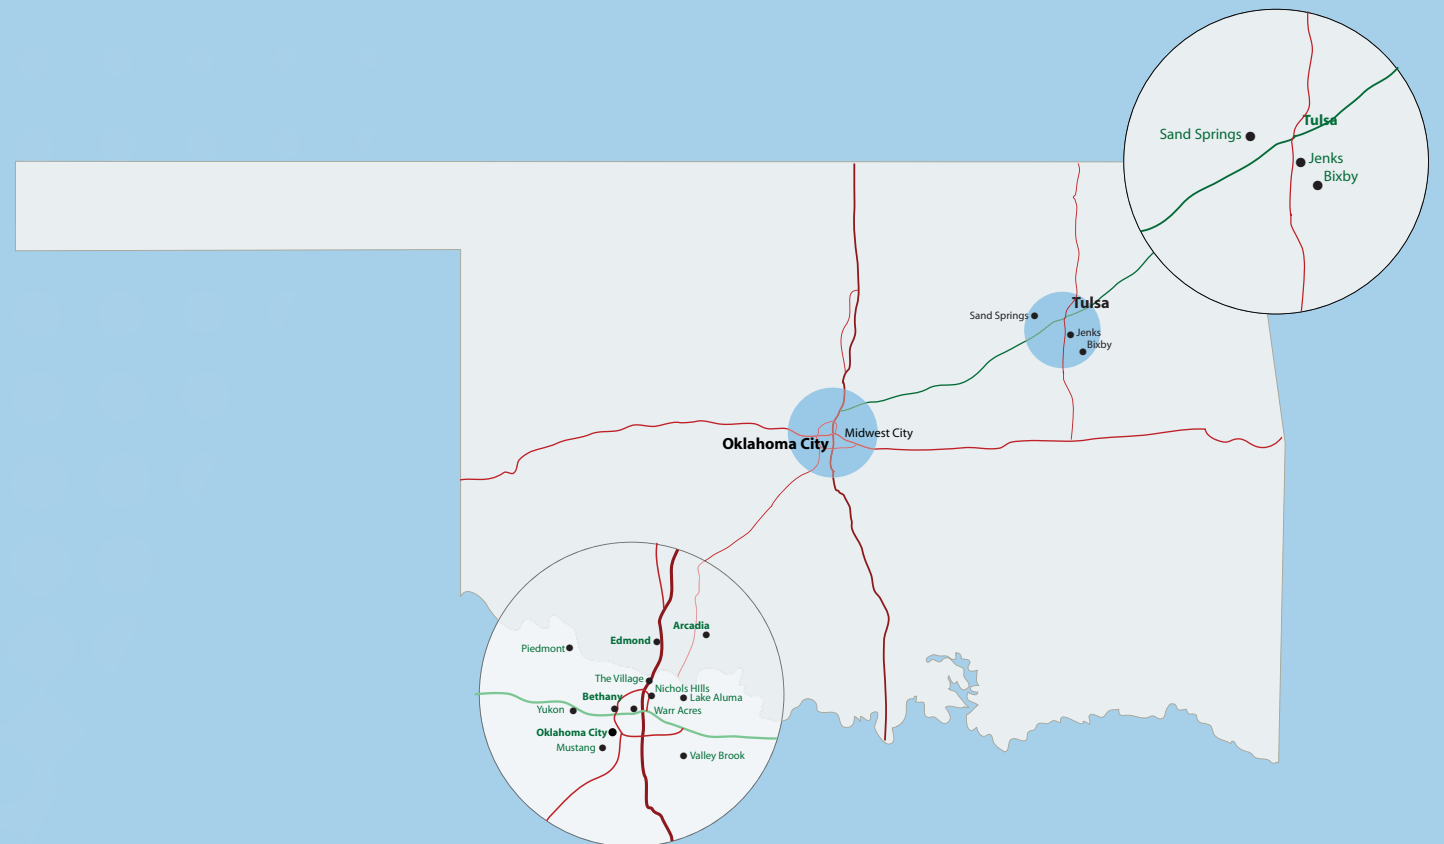 Tulsa
Sand Springs
Jenks
Bixby
Tulsa
Sand Springs
Jenks
Bixby
Midwest City
Oklahoma City
Arcadia
Edmond
Piedmont
The Village
Nichols HIlls
Bethany
Lake Aluma
Yukon
Warr Acres
Oklahoma City
Mustang
Valley Brook